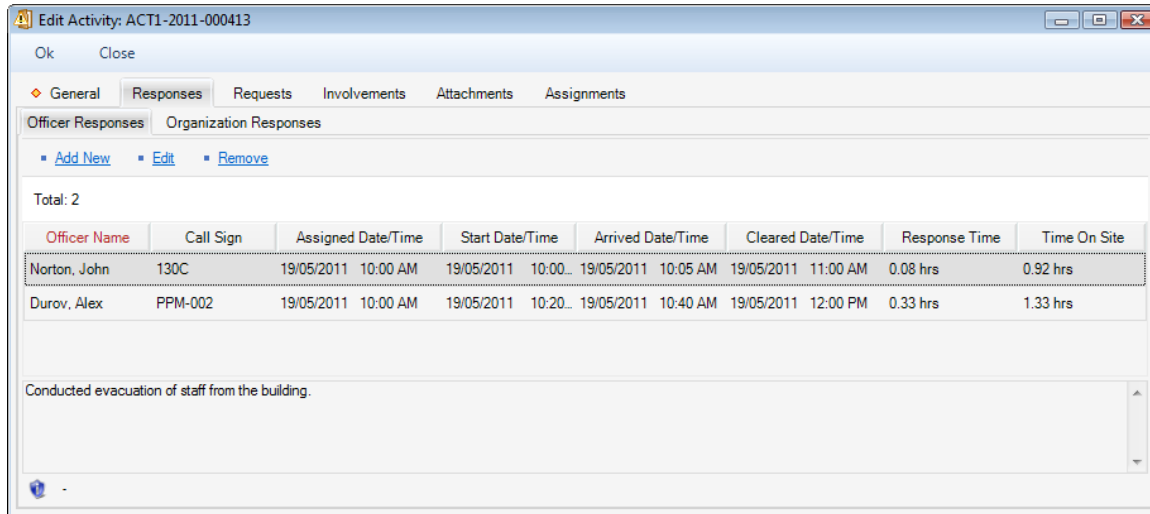 Edit Activity: ACT1-2011-000413
Ok Close
General Responses Requests Involvements Attachments Assignments
Officer Responses Organization Responses
Add New Edit Remove
Total: 2
Officer Name Call Sign Assigned Date/Time Start Date/Time Arrived Date/Time Cleared Date/Time Response Time Time On Site
Norton, John 130C 19/05/2011 10:00 AM 19/05/2011 10:00... 19/05/2011 10:05 AM 19/05/2011 11:00 AM 0.08 hrs 0.92 hrs
Durov, Alex PPM-002 19/05/2011 10:00 AM 19/05/2011 10:20... 19/05/2011 10:40 AM 19/05/2011 12:00 PM 0.33 hrs 1.33 hrs
Conducted evacuation of staff from the building.
-